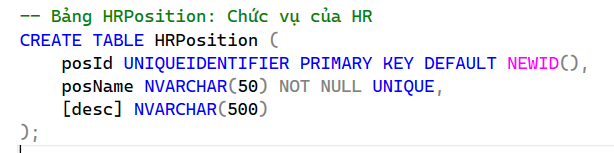 -- Bảng HRPosition: Chức vụ của HR
CREATE TABLE HRPosition (
    posId UNIQUEIDENTIFIER PRIMARY KEY DEFAULT NEWID(),
    posName NVARCHAR(50) NOT NULL UNIQUE,
    [desc] NVARCHAR(500)
);